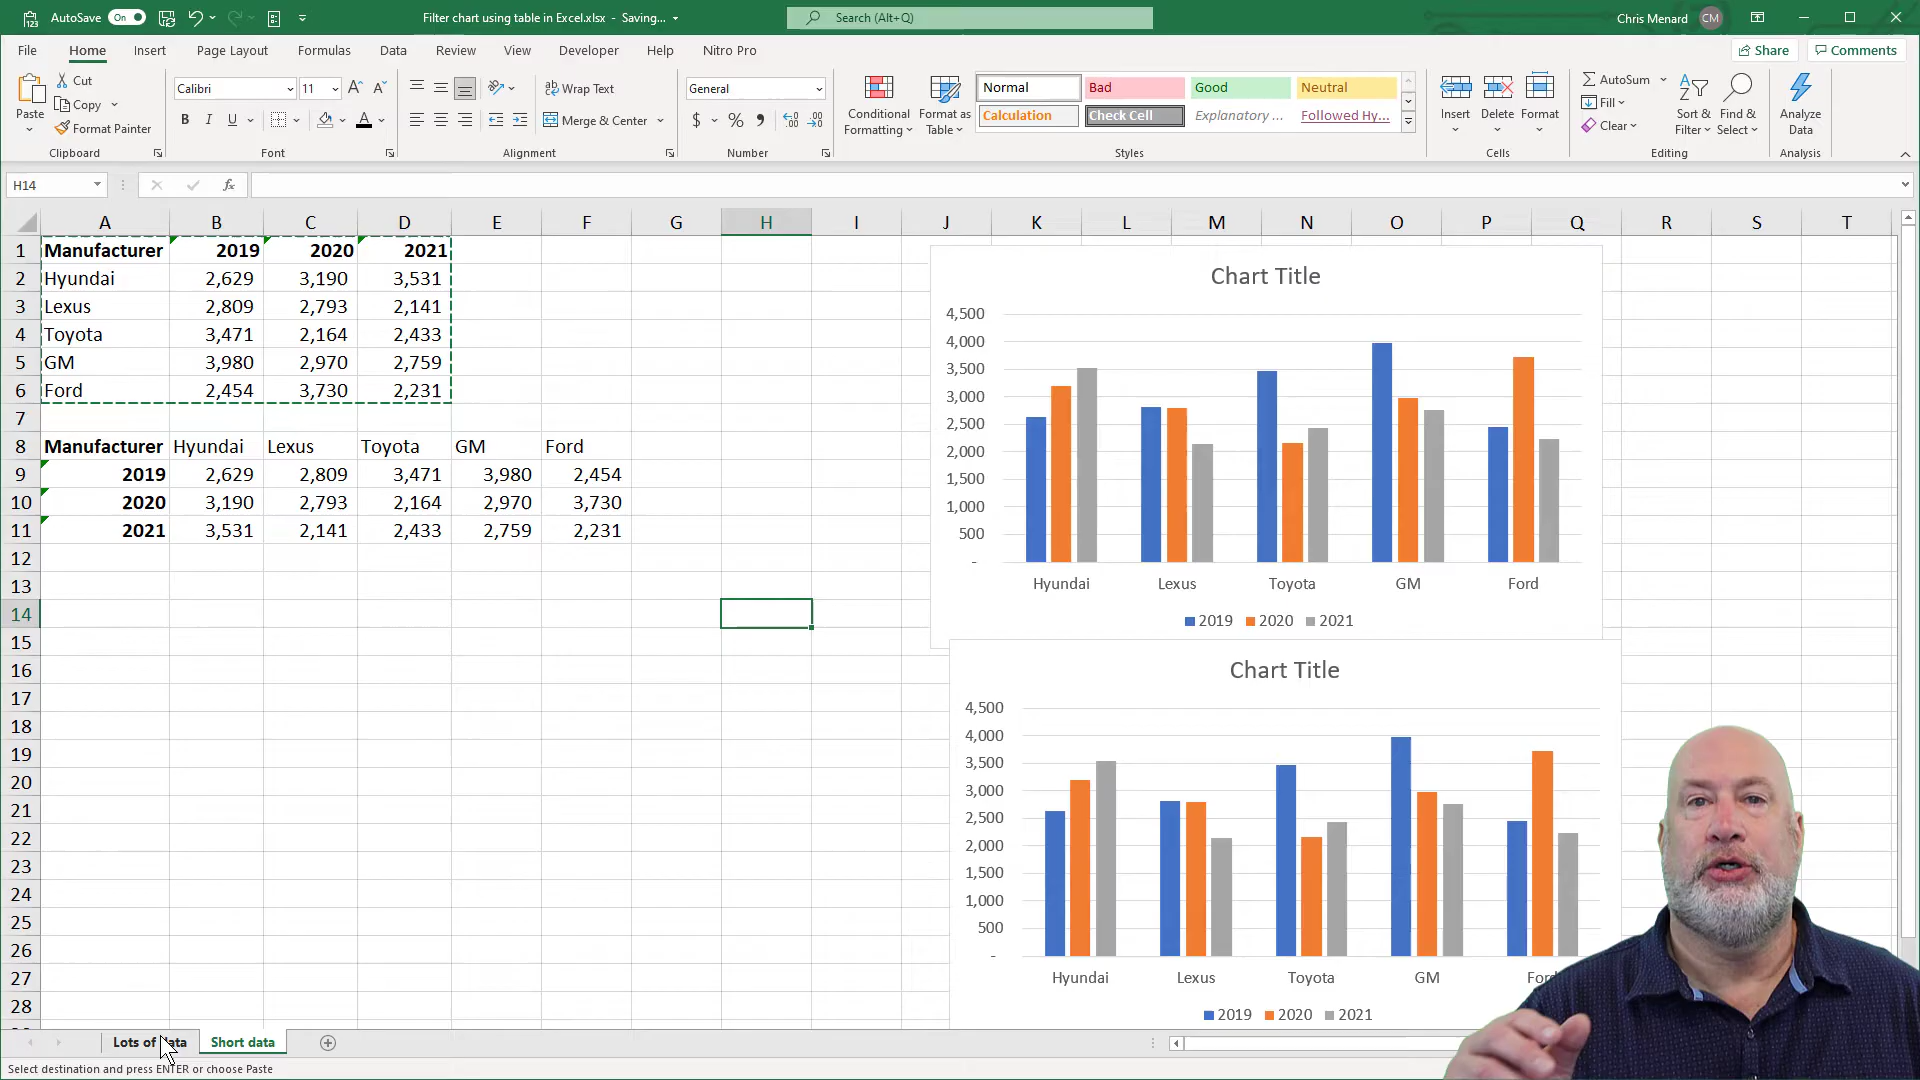 AutoSave On Filter chart using table in Excel.xlsx - Saving... Search (Alt+Q) Chris Menard CM
File Home Insert Page Layout Formulas Data Review View Developer Help Nitro Pro Share Comments
Paste
Cut
Copy
Format Painter
Clipboard
Calibri 11
B I U A
Font
Wrap Text
Merge & Center
Alignment
General
$ % ,
Number
Conditional
Formatting
Format as
Table
Normal Bad Good Neutral
Calculation Check Cell Explanatory ... Followed Hy...
Styles
Insert Delete Format
Cells
AutoSum
Fill
Clear
Sort &
Filter
Find &
Select
Editing
Analyze
Data
Analysis
H14 fx
A B C D E F G H I J K L M N O P Q R S T
1 Manufacturer 2019 2020 2021
2 Hyundai 2,629 3,190 3,531
3 Lexus 2,809 2,793 2,141
4 Toyota 3,471 2,164 2,433
5 GM 3,980 2,970 2,759
6 Ford 2,454 3,730 2,231
7
8 Manufacturer Hyundai Lexus Toyota GM Ford
9 2019 2,629 2,809 3,471 3,980 2,454
10 2020 3,190 2,793 2,164 2,970 3,730
11 2021 3,531 2,141 2,433 2,759 2,231
12
13
14
15
16
17
18
19
20
21
22
23
24
25
26
27
28
Chart Title
4,500
4,000
3,500
3,000
2,500
2,000
1,500
1,000
500
-
Hyundai Lexus Toyota GM Ford
2019 2020 2021
Chart Title
4,500
4,000
3,500
3,000
2,500
2,000
1,500
1,000
500
-
Hyundai Lexus Toyota GM Ford
2019 2020 2021
Lots of data Short data
Select destination and press ENTER or choose Paste